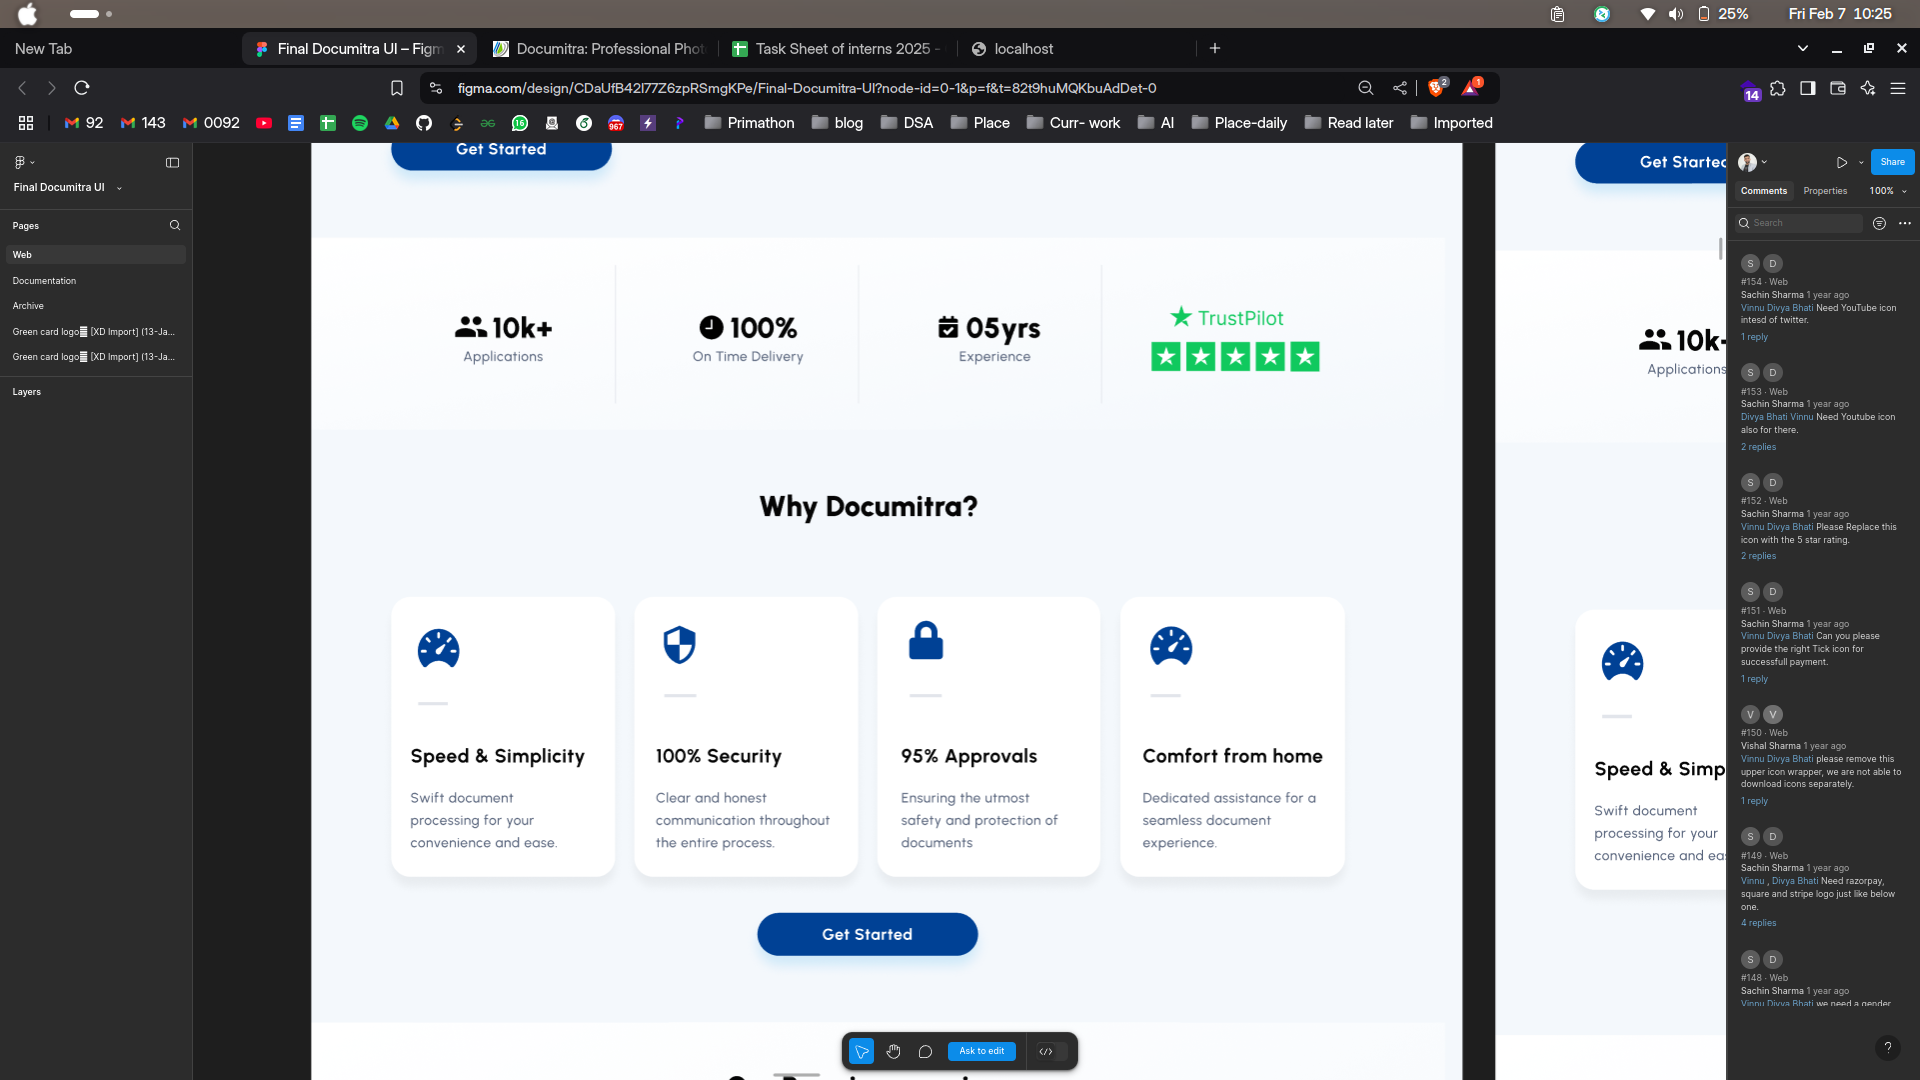 25%
Fri Feb 7 10:25
New Tab
Final Documitra UI – Figm
Documitra: Professional Phot
Task Sheet of interns 2025 -
localhost
figma.com/design/CDaUfB42I77Z6zpRSmgKPe/Final-Documitra-UI?node-id=0-1&p=f&t=82t9huMQKbuAdDet-0
2
1
14
92
143
0092
16
967
Primathon
blog
DSA
Place
Curr- work
AI
Place-daily
Read later
Imported
Final Documitra UI
Pages
Web
Documentation
Archive
Green card logo [XD Import] (13-Ja...
Green card logo [XD Import] (13-Ja...
Layers
Get Started
10k+
Applications
100%
On Time Delivery
05yrs
Experience
TrustPilot
Why Documitra?
Speed & Simplicity
Swift document
processing for your
convenience and ease.
100% Security
Clear and honest
communication throughout
the entire process.
95% Approvals
Ensuring the utmost
safety and protection of
documents
Comfort from home
Dedicated assistance for a
seamless document
experience.
Get Started
Ask to edit
Get Started
10k+
Applications
Speed & Simp
Swift document
processing for your
convenience and eas
Share
Comments
Properties
100%
Search
S D
#154 · Web
Sachin Sharma 1 year ago
Vinnu Divya Bhati Need YouTube icon
intesd of twitter.
1 reply
S D
#153 · Web
Sachin Sharma 1 year ago
Divya Bhati Vinnu Need Youtube icon
also for there.
2 replies
S D
#152 · Web
Sachin Sharma 1 year ago
Vinnu Divya Bhati Please Replace this
icon with the 5 star rating.
2 replies
S D
#151 · Web
Sachin Sharma 1 year ago
Vinnu Divya Bhati Can you please
provide the right Tick icon for
successfull payment.
1 reply
V V
#150 · Web
Vishal Sharma 1 year ago
Vinnu Divya Bhati please remove this
upper icon wrapper, we are not able to
download icons separately.
1 reply
S D
#149 · Web
Sachin Sharma 1 year ago
Vinnu , Divya Bhati Need razorpay,
square and stripe logo just like below
one.
4 replies
S D
#148 · Web
Sachin Sharma 1 year ago
Vinnu Divya Bhati we need a gender
?